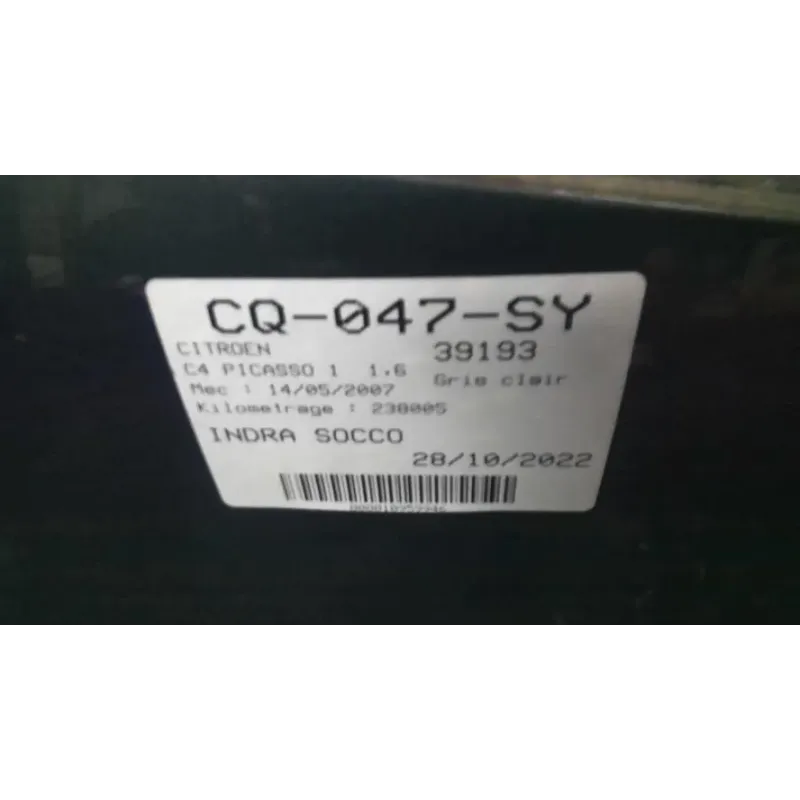 CQ-047-SY
CITROEN 39193
C4 PICASSO 1 1.6 Gris clair
Mec : 14/05/2007
Kilometrage : 238005
INDRA SOCCO
28/10/2022